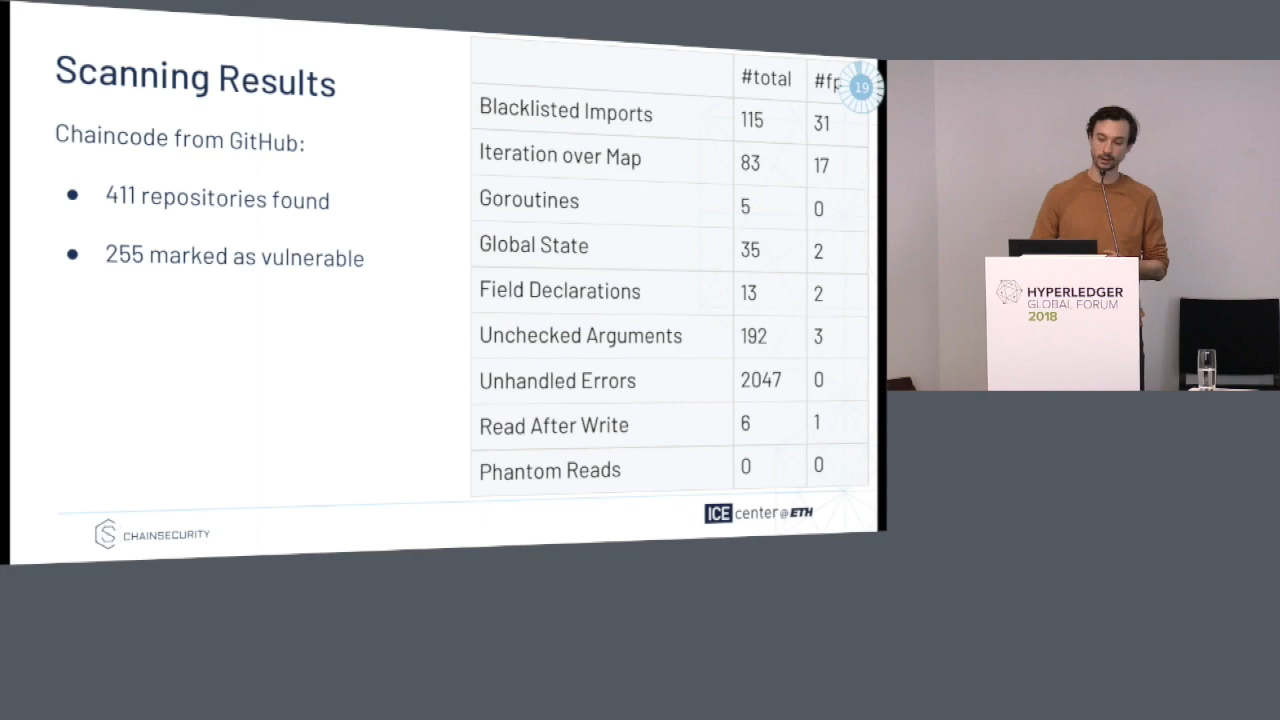 Scanning Results
Chaincode from GitHub:
411 repositories found
255 marked as vulnerable
#total #fp
19
Blacklisted Imports 115 31
Iteration over Map 83 17
Goroutines 5 0
Global State 35 2
Field Declarations 13 2
Unchecked Arguments 192 3
Unhandled Errors 2047 0
Read After Write 6 1
Phantom Reads 0 0
CHAINSECURITY
ICE center@ETH
HYPERLEDGER
GLOBAL FORUM
2018